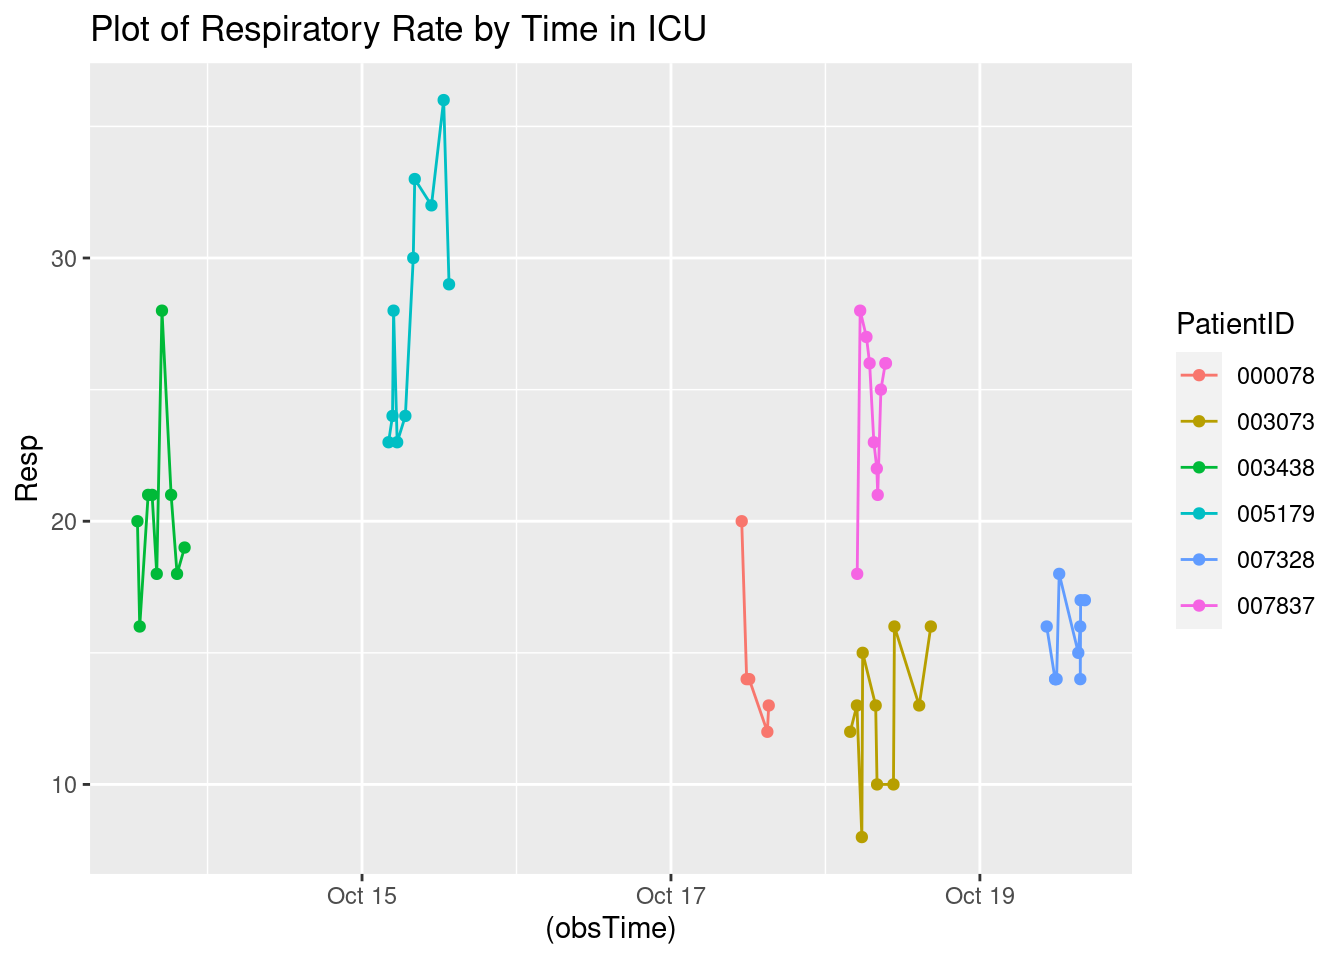 Plot of Respiratory Rate by Time in ICU
Resp
30
20
10
Oct 15
Oct 17
Oct 19
(obsTime)
PatientID
000078
003073
003438
005179
007328
007837